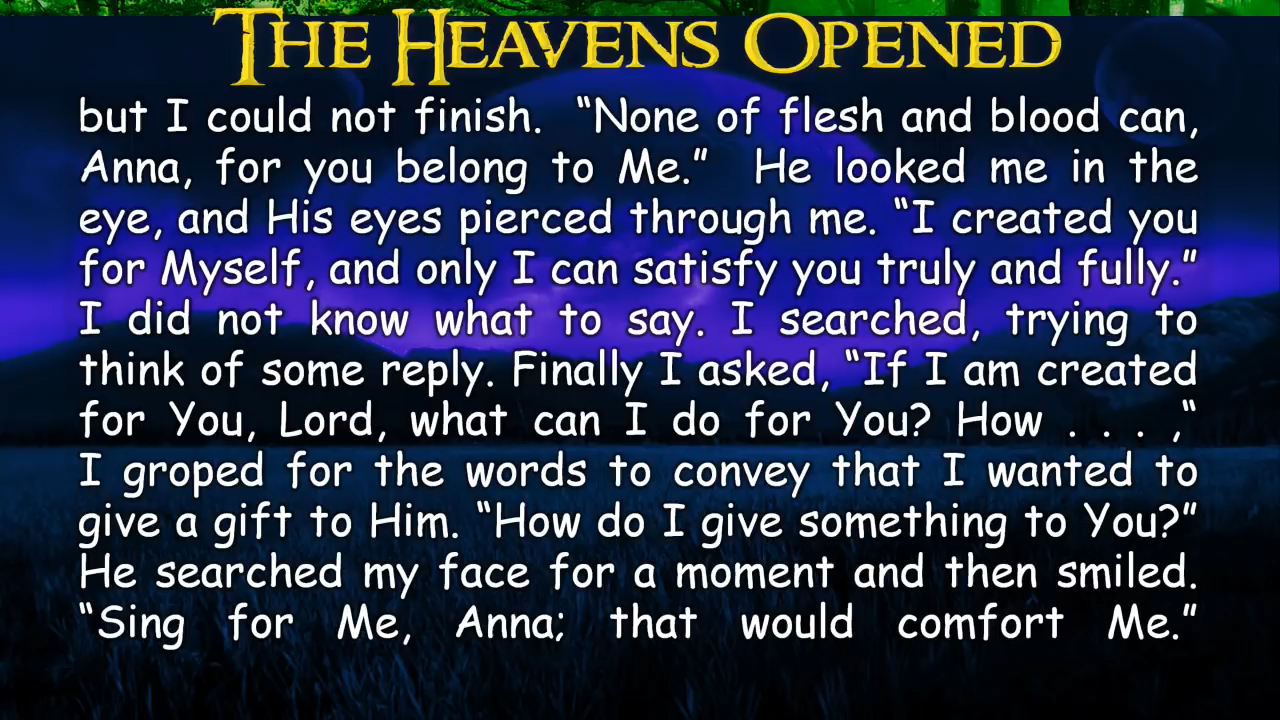 THE HEAVENS OPENED
but I could not finish.  “None of flesh and blood can,
Anna, for you belong to Me.”  He looked me in the
eye, and His eyes pierced through me. “I created you
for Myself, and only I can satisfy you truly and fully.”
I did not know what to say. I searched, trying to
think of some reply. Finally I asked, “If I am created
for You, Lord, what can I do for You? How . . . ,“
I groped for the words to convey that I wanted to
give a gift to Him. “How do I give something to You?”
He searched my face for a moment and then smiled.
“Sing for Me, Anna; that would comfort Me.”